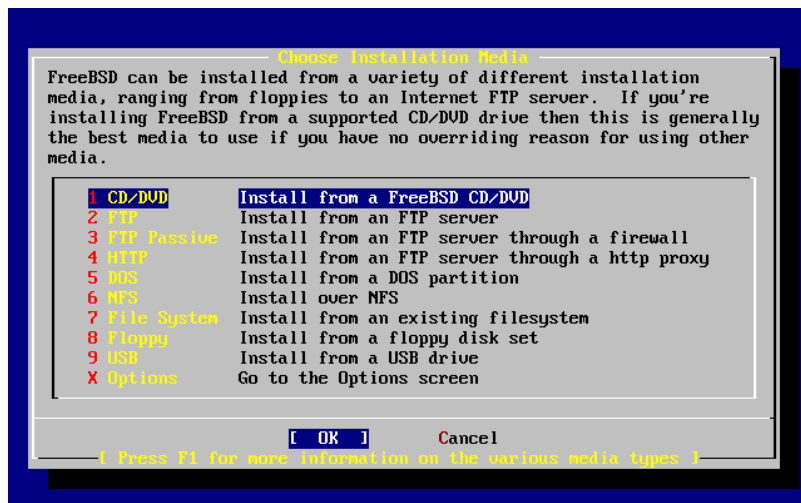 Choose Installation Media
FreeBSD can be installed from a variety of different installation
media, ranging from floppies to an Internet FTP server.  If you're
installing FreeBSD from a supported CD/DVD drive then this is generally
the best media to use if you have no overriding reason for using other
media.
1 CD/DVD Install from a FreeBSD CD/DVD
2 FTP Install from an FTP server
3 FTP Passive Install from an FTP server through a firewall
4 HTTP Install from an FTP server through a http proxy
5 DOS Install from a DOS partition
6 NFS Install over NFS
7 File System Install from an existing filesystem
8 Floppy Install from a floppy disk set
9 USB Install from a USB drive
X Options Go to the Options screen
[ OK ] Cancel
[ Press F1 for more information on the various media types ]